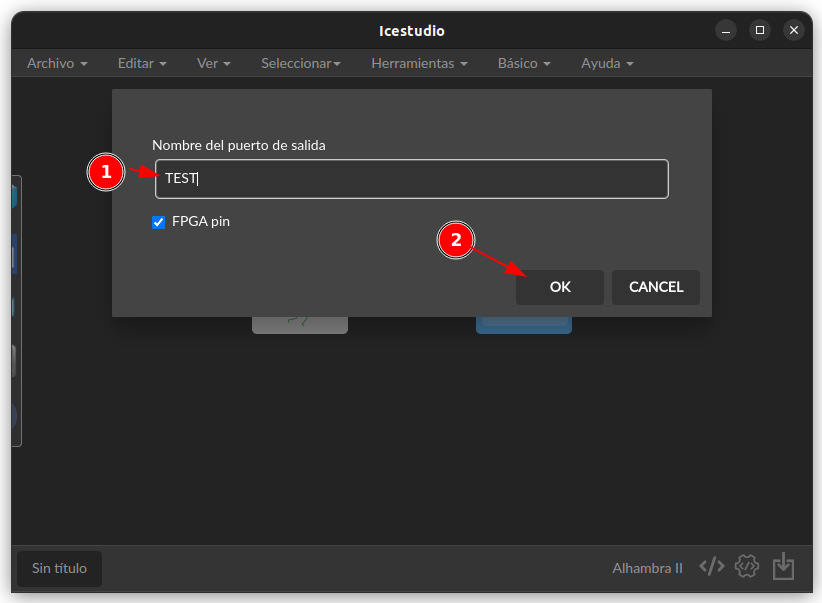 Icestudio
Archivo Editar Ver Seleccionar Herramientas Básico Ayuda
Nombre del puerto de salida
1
TEST
FPGA pin
2
OK CANCEL
Sin título Alhambra II </>